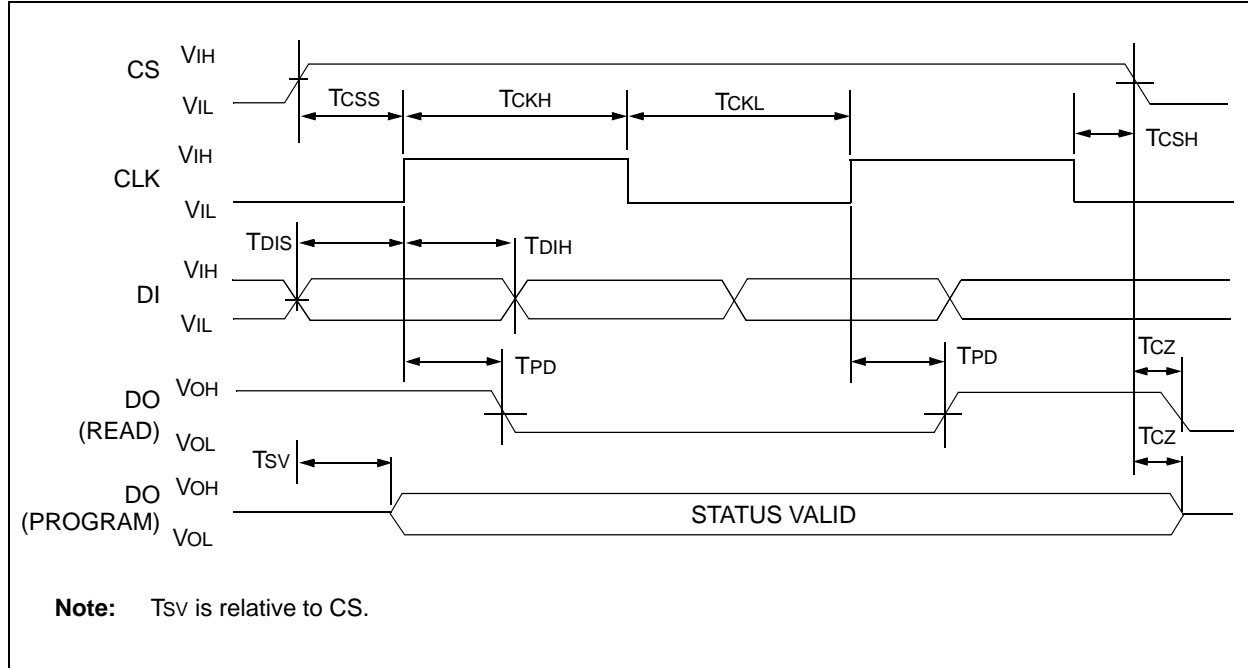 CS
VIH
VIL
TCSS
TCKH
TCKL
TCSH
CLK
VIH
VIL
TDIS
TDIH
DI
VIH
VIL
TPD
TPD
TCZ
DO
(READ)
VOH
VOL
TCZ
TSV
DO
(PROGRAM)
VOH
VOL
STATUS VALID
Note: TSV is relative to CS.